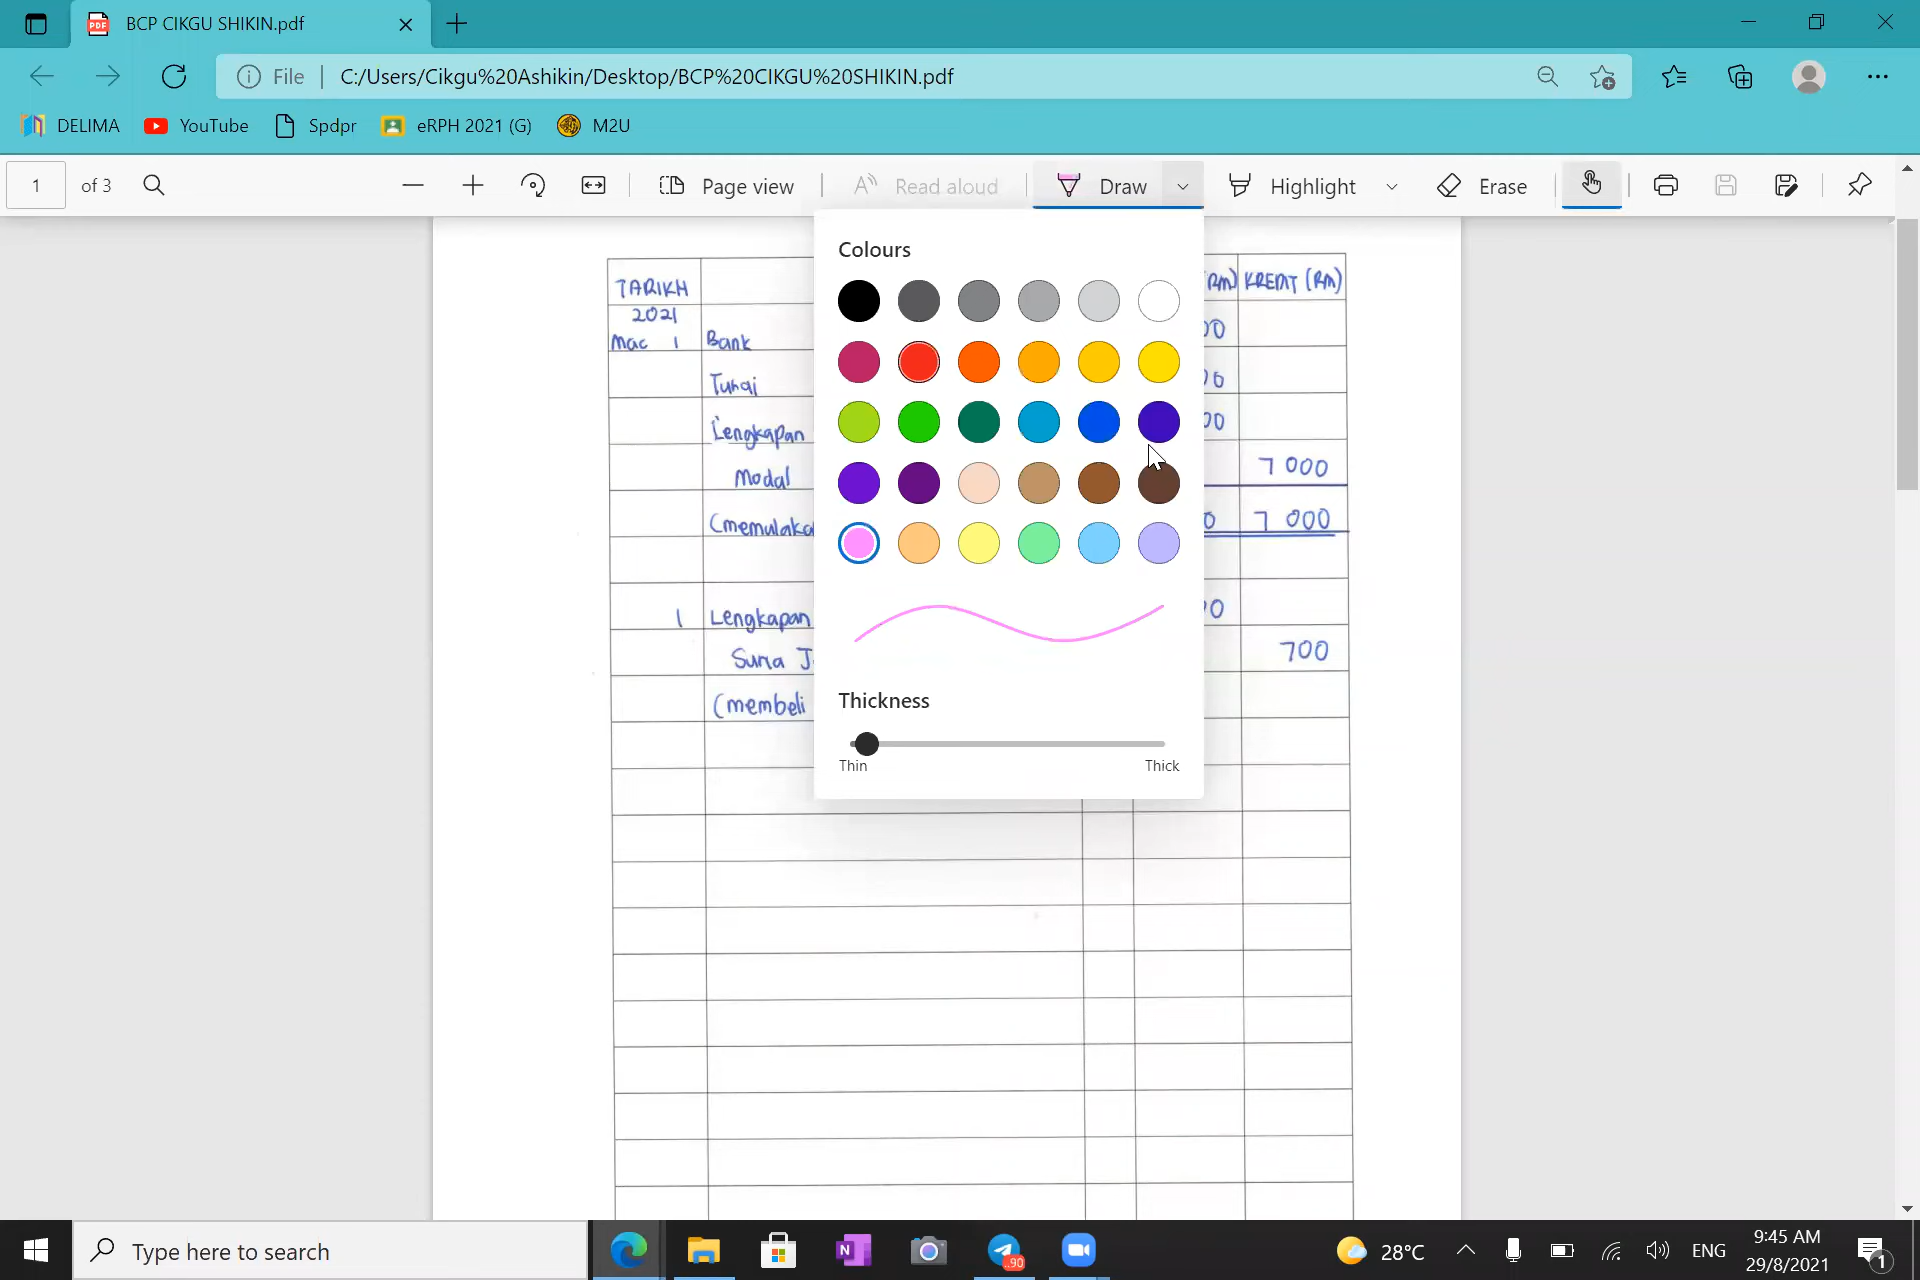 BCP CIKGU SHIKIN.pdf
File C:/Users/Cikgu%20Ashikin/Desktop/BCP%20CIKGU%20SHIKIN.pdf
DELIMA YouTube Spdpr eRPH 2021 (G) M2U
1 of 3 Page view Read aloud Draw Highlight Erase
Colours
Thickness
Thin Thick
TARIKH RM) KREDIT (RM)
2021
Mac 1 Bank
Tunai
Lengkapan
Modal 7 000
(memulaka 7 000
1 Lengkapan
Suria J 700
(membeli
Type here to search
28°C ENG 9:45 AM
29/8/2021